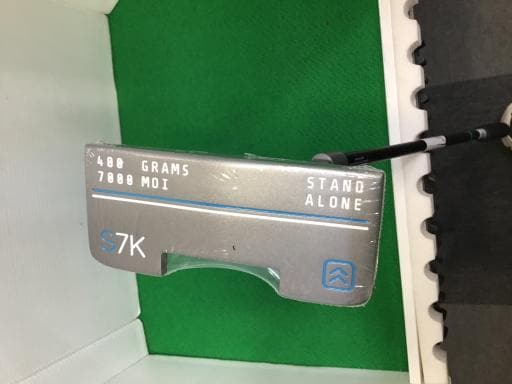 400 GRAMS
7000 MOI
STAND
ALONE
S7K